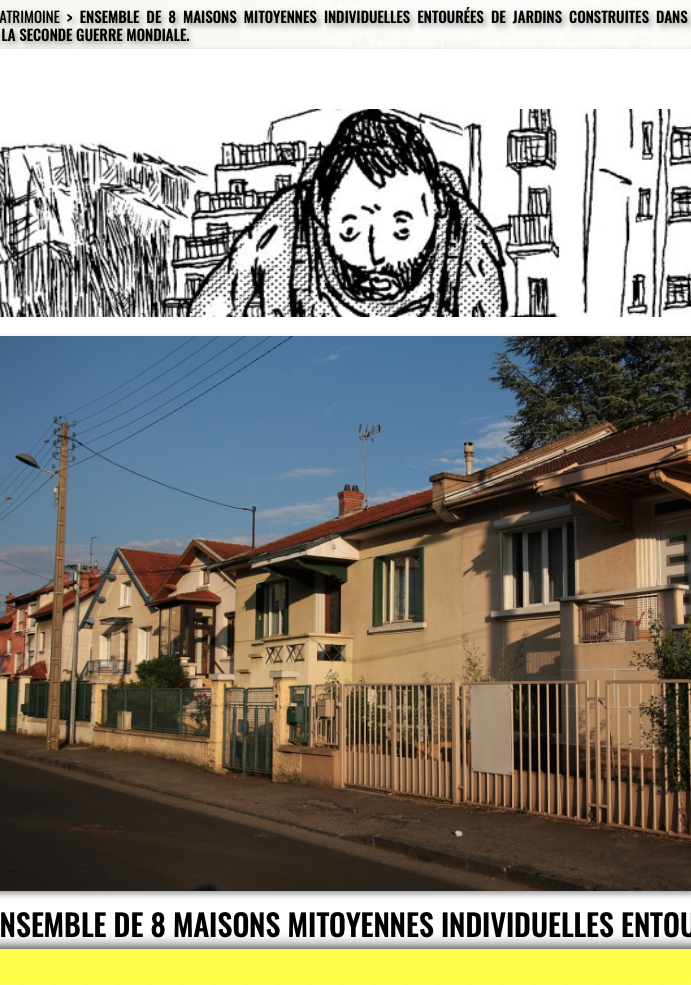 ATRIMOINE > ENSEMBLE DE 8 MAISONS MITOYENNES INDIVIDUELLES ENTOURÉES DE JARDINS CONSTRUITES DANS
LA SECONDE GUERRE MONDIALE.
NSEMBLE DE 8 MAISONS MITOYENNES INDIVIDUELLES ENTOU